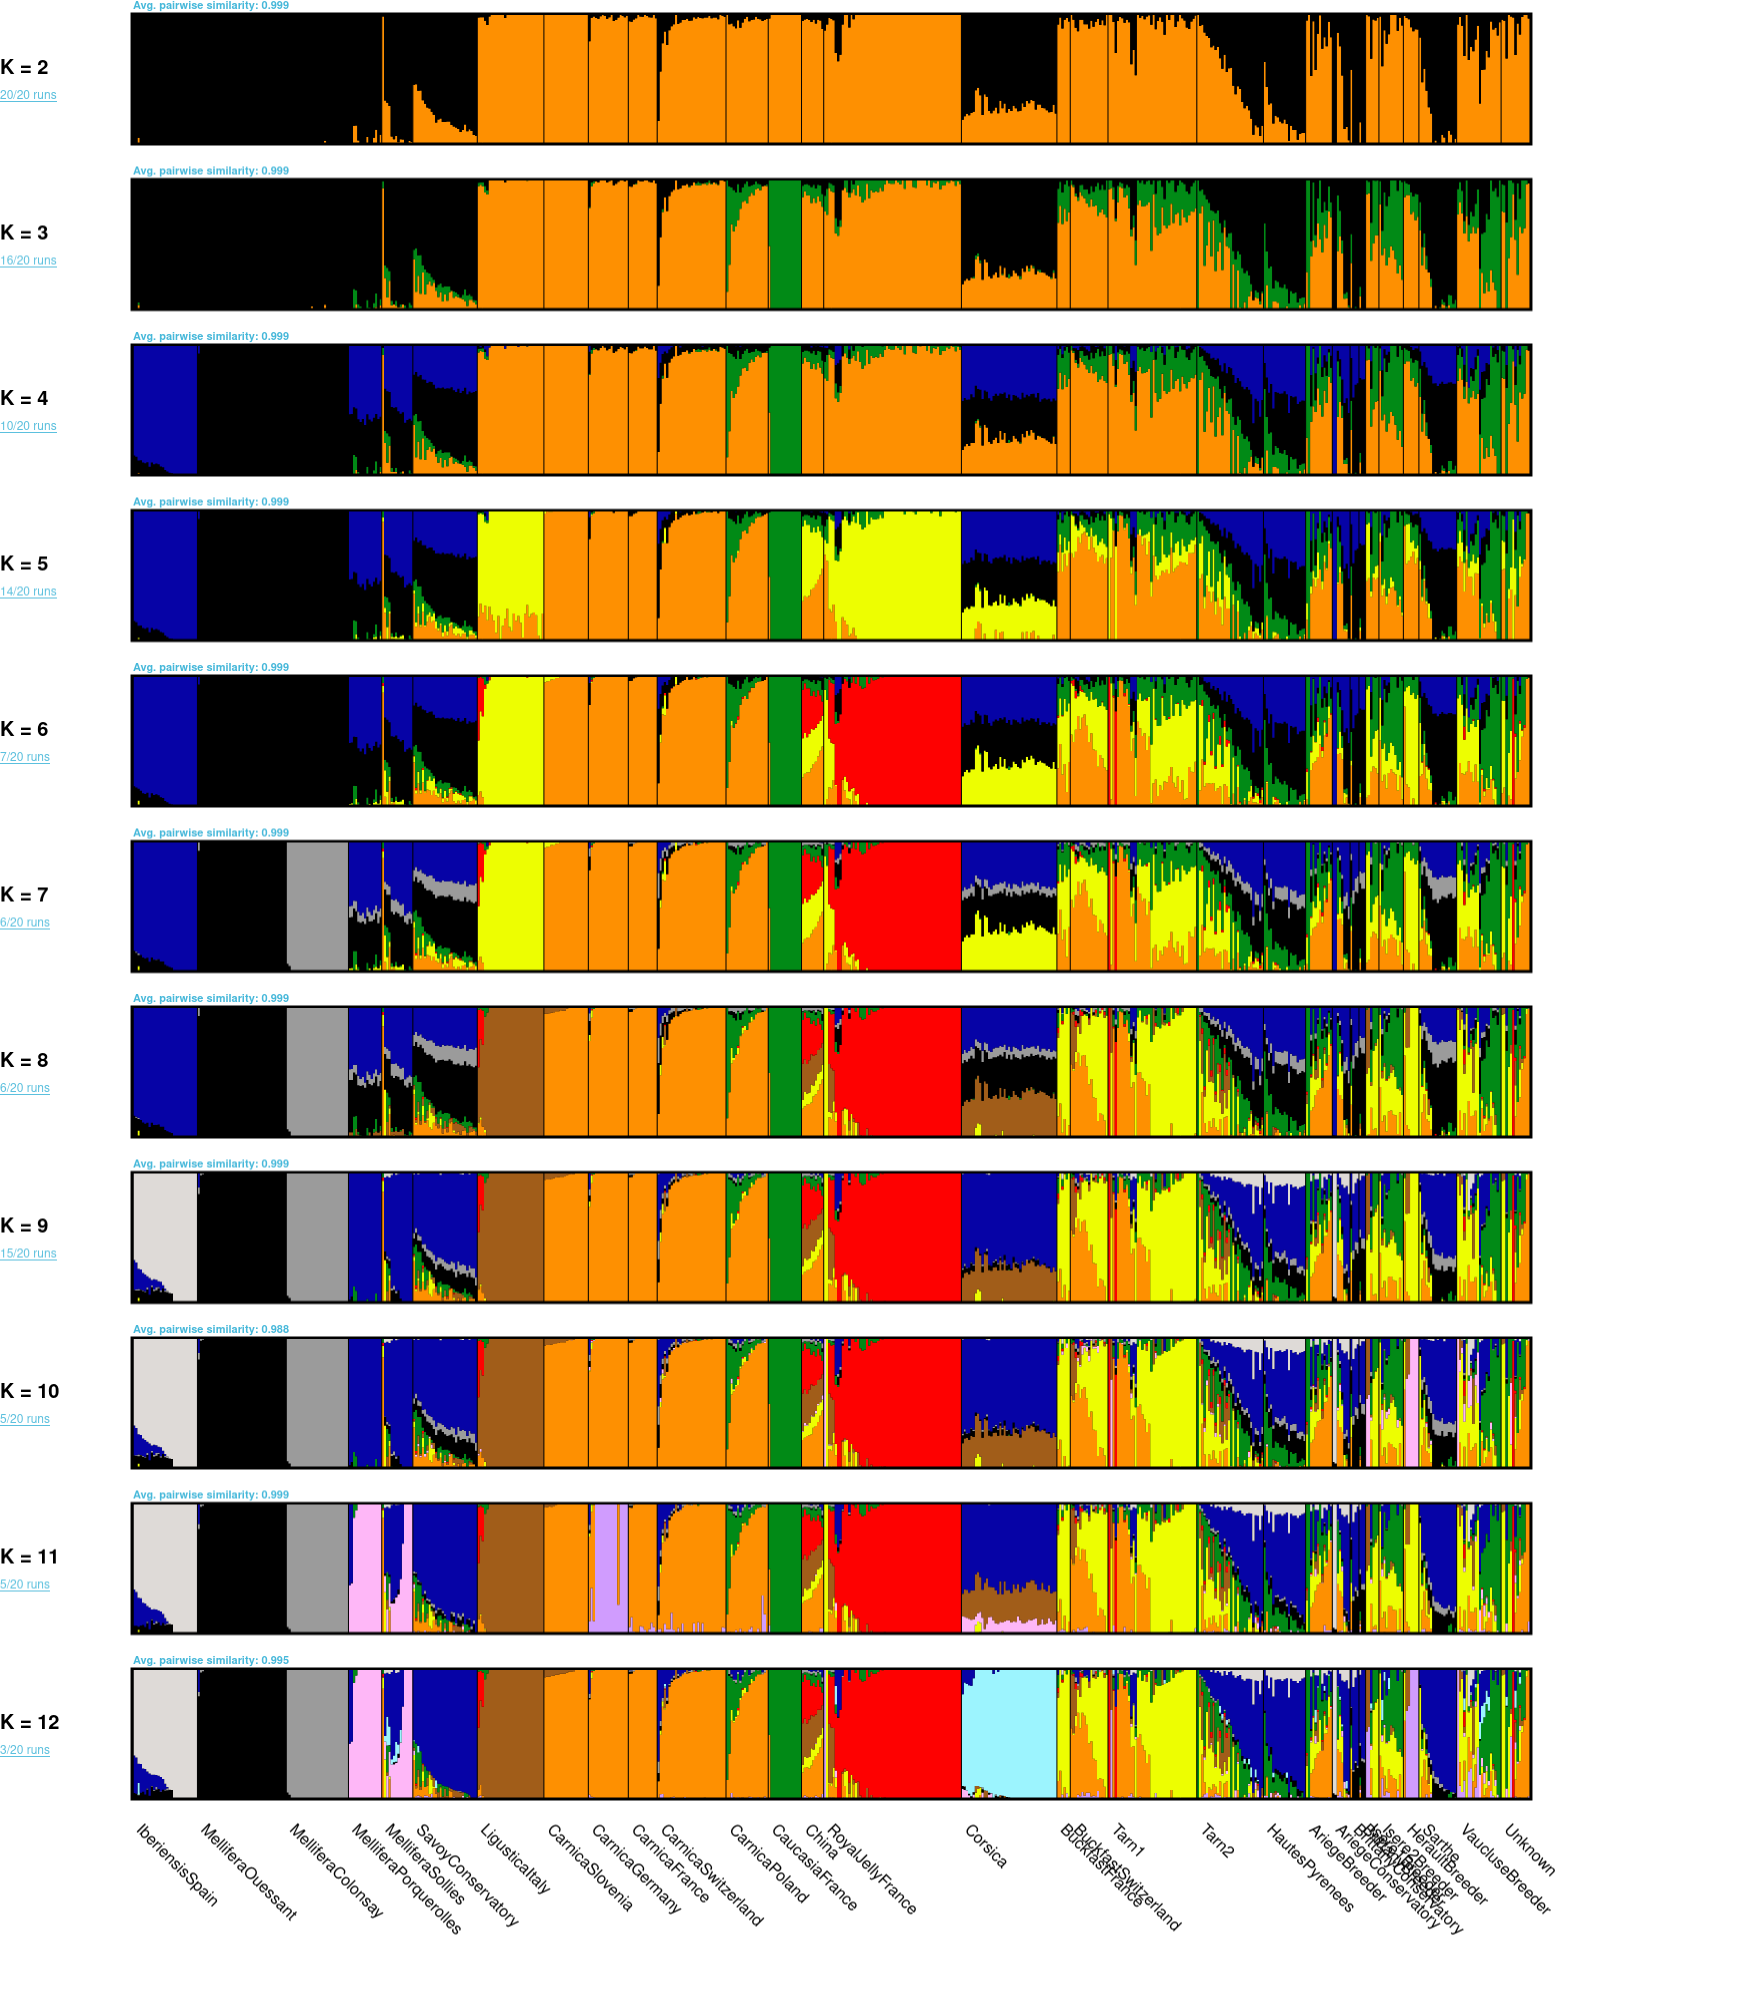 Avg. pairwise similarity: 0.999
K = 2
20/20 runs
Avg. pairwise similarity: 0.999
K = 3
16/20 runs
Avg. pairwise similarity: 0.999
K = 4
10/20 runs
Avg. pairwise similarity: 0.999
K = 5
14/20 runs
Avg. pairwise similarity: 0.999
K = 6
7/20 runs
Avg. pairwise similarity: 0.999
K = 7
6/20 runs
Avg. pairwise similarity: 0.999
K = 8
6/20 runs
Avg. pairwise similarity: 0.999
K = 9
15/20 runs
Avg. pairwise similarity: 0.988
K = 10
5/20 runs
Avg. pairwise similarity: 0.999
K = 11
5/20 runs
Avg. pairwise similarity: 0.995
K = 12
3/20 runs
IberiensisSpain
MelliferaOuessant
MelliferaColonsay
MelliferaPorquerolles
MelliferaSollies
SavoyConservatory
LigusticaItaly
CarnicaSlovenia
CarnicaGermany
CarnicaFrance
CarnicaSwitzerland
CarnicaPoland
CaucasiaFrance
China
RoyalJellyFrance
Corsica
BuckfastFrance
BuckfastSwitzerland
Tarn1
Tarn2
HautesPyrenees
AriegeBreeder
AriegeConservatory
Isere2Breeder
HeraultBreeder
Sarthe
VaucluseBreeder
Unknown